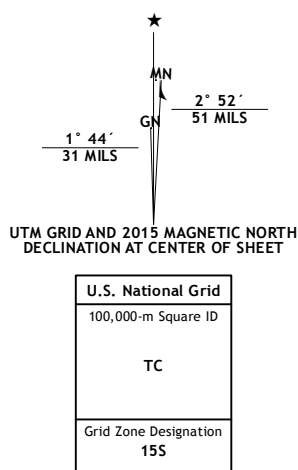 ★
MN
GN
2° 52´
51 MILS
1° 44´
31 MILS
UTM GRID AND 2015 MAGNETIC NORTH
DECLINATION AT CENTER OF SHEET
U.S. National Grid
100,000-m Square ID
TC
Grid Zone Designation
15S